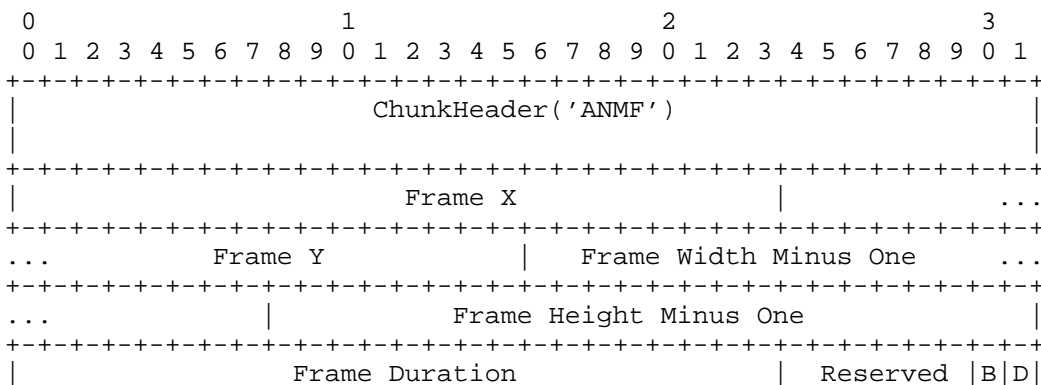 0                   1                   2                   3
 0 1 2 3 4 5 6 7 8 9 0 1 2 3 4 5 6 7 8 9 0 1 2 3 4 5 6 7 8 9 0 1
+-+-+-+-+-+-+-+-+-+-+-+-+-+-+-+-+-+-+-+-+-+-+-+-+-+-+-+-+-+-+-+-+
|                      ChunkHeader(’ANMF’)                      |
|                                                               |
+-+-+-+-+-+-+-+-+-+-+-+-+-+-+-+-+-+-+-+-+-+-+-+-+-+-+-+-+-+-+-+-+
|                        Frame X                |             ...
+-+-+-+-+-+-+-+-+-+-+-+-+-+-+-+-+-+-+-+-+-+-+-+-+-+-+-+-+-+-+-+-+
...          Frame Y            |   Frame Width Minus One     ...
+-+-+-+-+-+-+-+-+-+-+-+-+-+-+-+-+-+-+-+-+-+-+-+-+-+-+-+-+-+-+-+-+
...             |           Frame Height Minus One              |
+-+-+-+-+-+-+-+-+-+-+-+-+-+-+-+-+-+-+-+-+-+-+-+-+-+-+-+-+-+-+-+-+
|                 Frame Duration                |  Reserved |B|D|